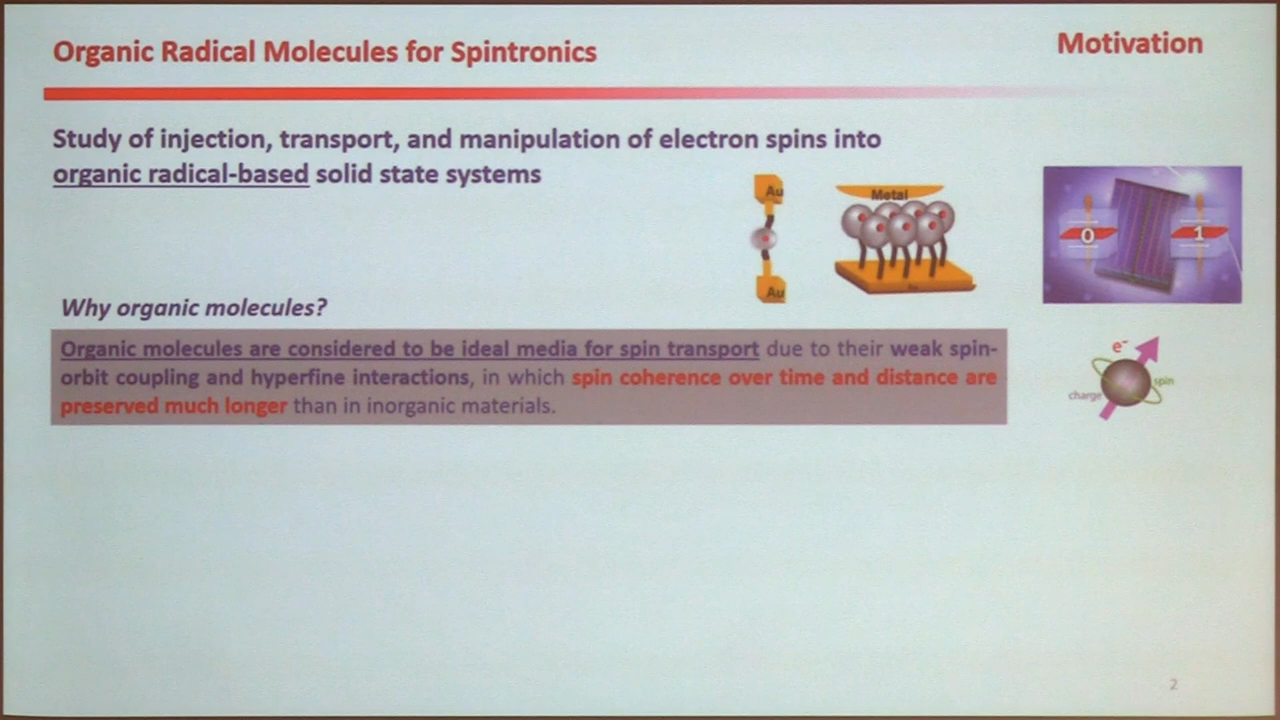 Organic Radical Molecules for Spintronics
Motivation
Study of injection, transport, and manipulation of electron spins into
organic radical-based solid state systems
Au
Au
Metal
Au
0
1
Why organic molecules?
Organic molecules are considered to be ideal media for spin transport due to their weak spin-
orbit coupling and hyperfine interactions, in which spin coherence over time and distance are
preserved much longer than in inorganic materials.
e-
spin
charge
2